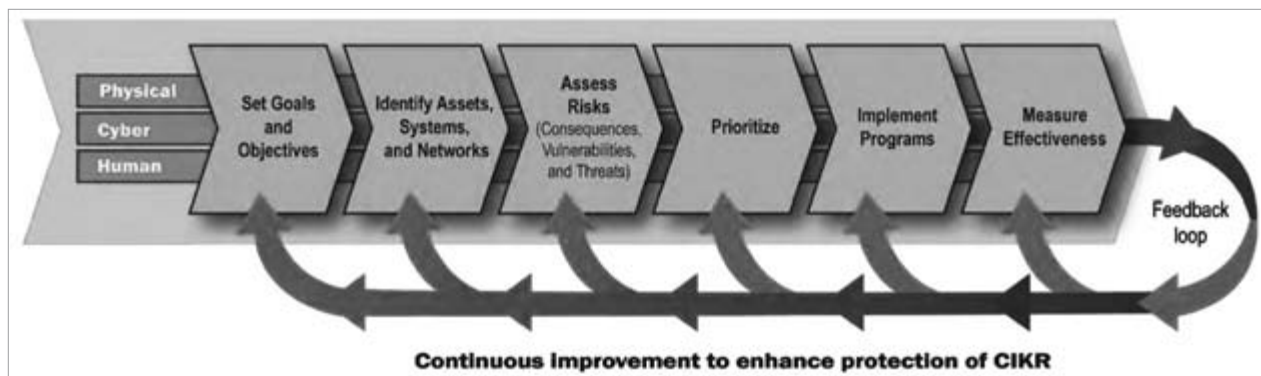 Physical
Cyber
Human
Set Goals
and
Objectives
Identify Assets,
Systems,
and Networks
Assess
Risks
(Consequences,
Vulnerabilities,
and Threats)
Prioritize
Implement
Programs
Measure
Effectiveness
Feedback
loop
Continuous improvement to enhance protection of CIKR